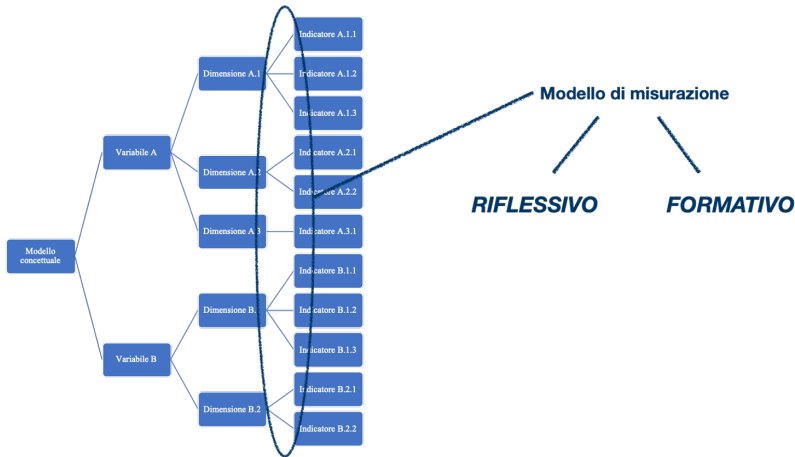 Modello
concettuale
Variabile A
Variabile B
Dimensione A.1
Dimensione A.2
Dimensione A.3
Dimensione B.1
Dimensione B.2
Indicatore A.1.1
Indicatore A.1.2
Indicatore A.1.3
Indicatore A.2.1
Indicatore A.2.2
Indicatore A.3.1
Indicatore B.1.1
Indicatore B.1.2
Indicatore B.1.3
Indicatore B.2.1
Indicatore B.2.2
Modello di misurazione
RIFLESSIVO
FORMATIVO